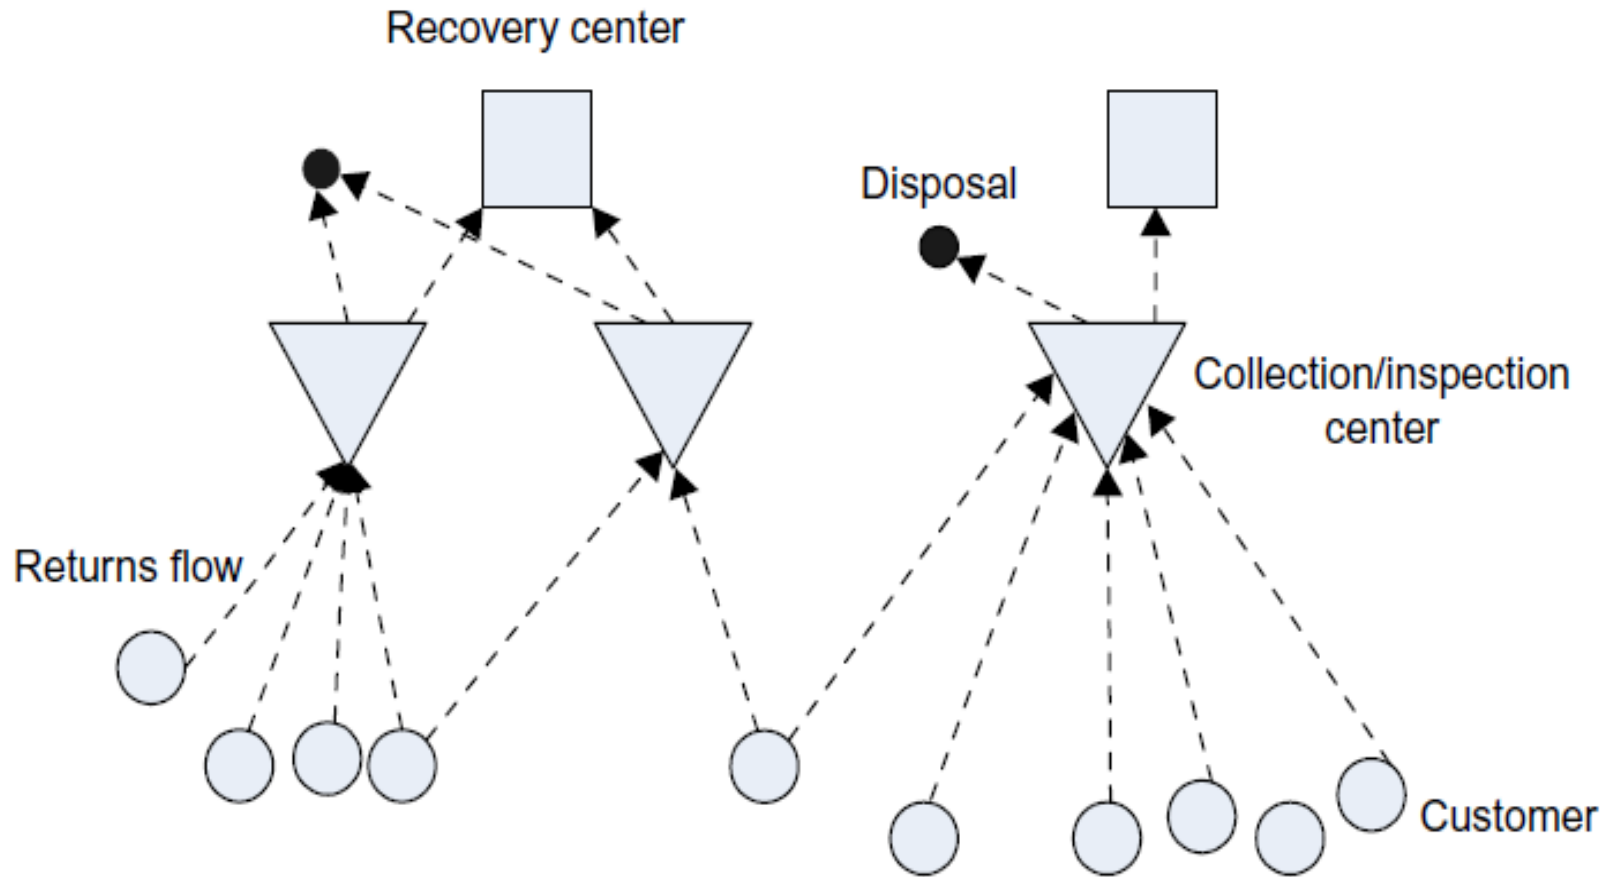 Recovery center
Disposal
Collection/inspection
center
Returns flow
Customer